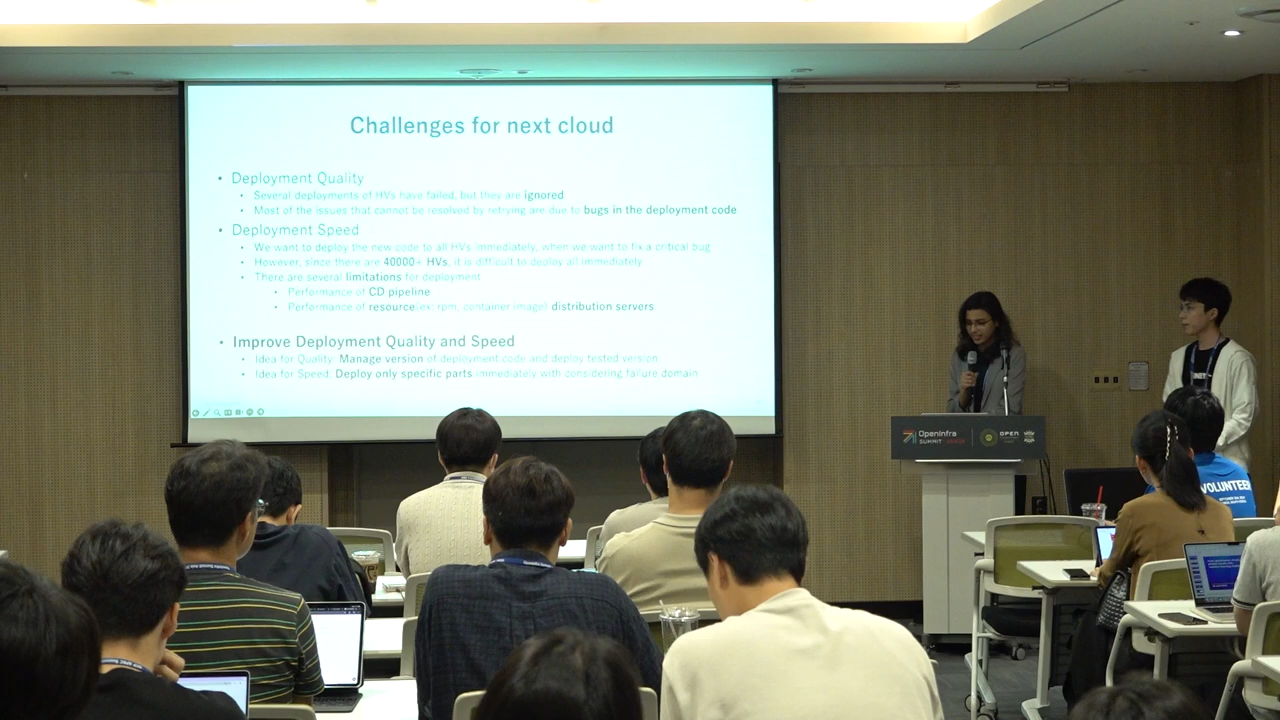 Challenges for next cloud
• Deployment Quality
• Several deployments of HVs have failed, but they are ignored
• Most of the issues that cannot be resolved by retrying are due to bugs in the deployment code
• Deployment Speed
• We want to deploy the new code to all HVs immediately, when we want to fix a critical bug
• However, since there are 40000+ HVs, it is difficult to deploy all immediately
• There are several limitations for deployment
• Performance of CD pipeline
• Performance of resource(ex: rpm, container image) distribution servers
• Improve Deployment Quality and Speed
• Idea for Quality: Manage version of deployment code and deploy tested version
• Idea for Speed: Deploy only specific parts immediately with considering failure domain
OpenInfra
SUMMIT
OPEN
VOLUNTEER